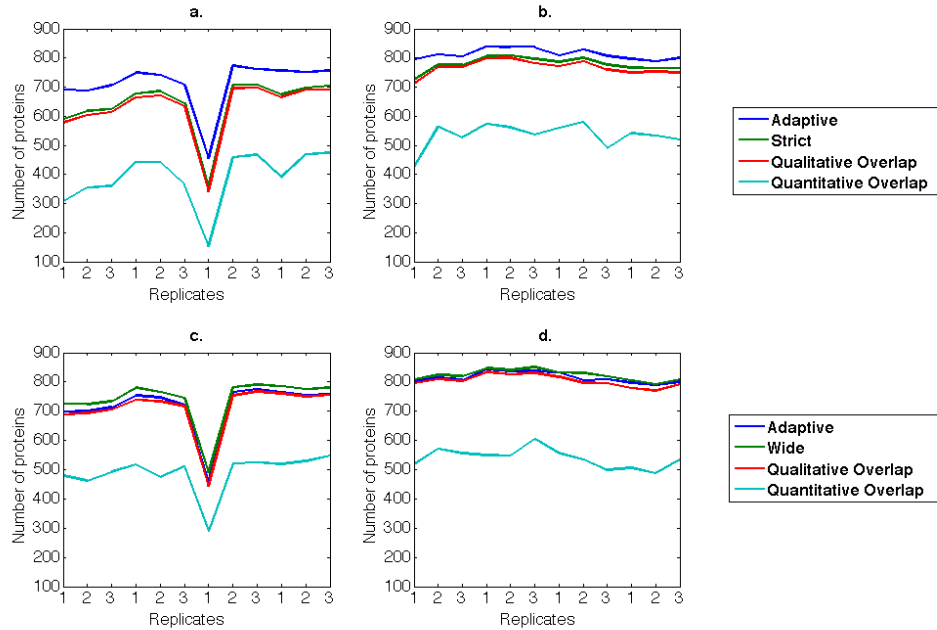 a.
900
800
700
600
500
400
300
200
100
Number of proteins
1 2 3 1 2 3 1 2 3 1 2 3
Replicates
b.
900
800
700
600
500
400
300
200
100
Number of proteins
1 2 3 1 2 3 1 2 3 1 2 3
Replicates
Adaptive
Strict
Qualitative Overlap
Quantitative Overlap
c.
900
800
700
600
500
400
300
200
100
Number of proteins
1 2 3 1 2 3 1 2 3 1 2 3
Replicates
d.
900
800
700
600
500
400
300
200
100
Number of proteins
1 2 3 1 2 3 1 2 3 1 2 3
Replicates
Adaptive
Wide
Qualitative Overlap
Quantitative Overlap